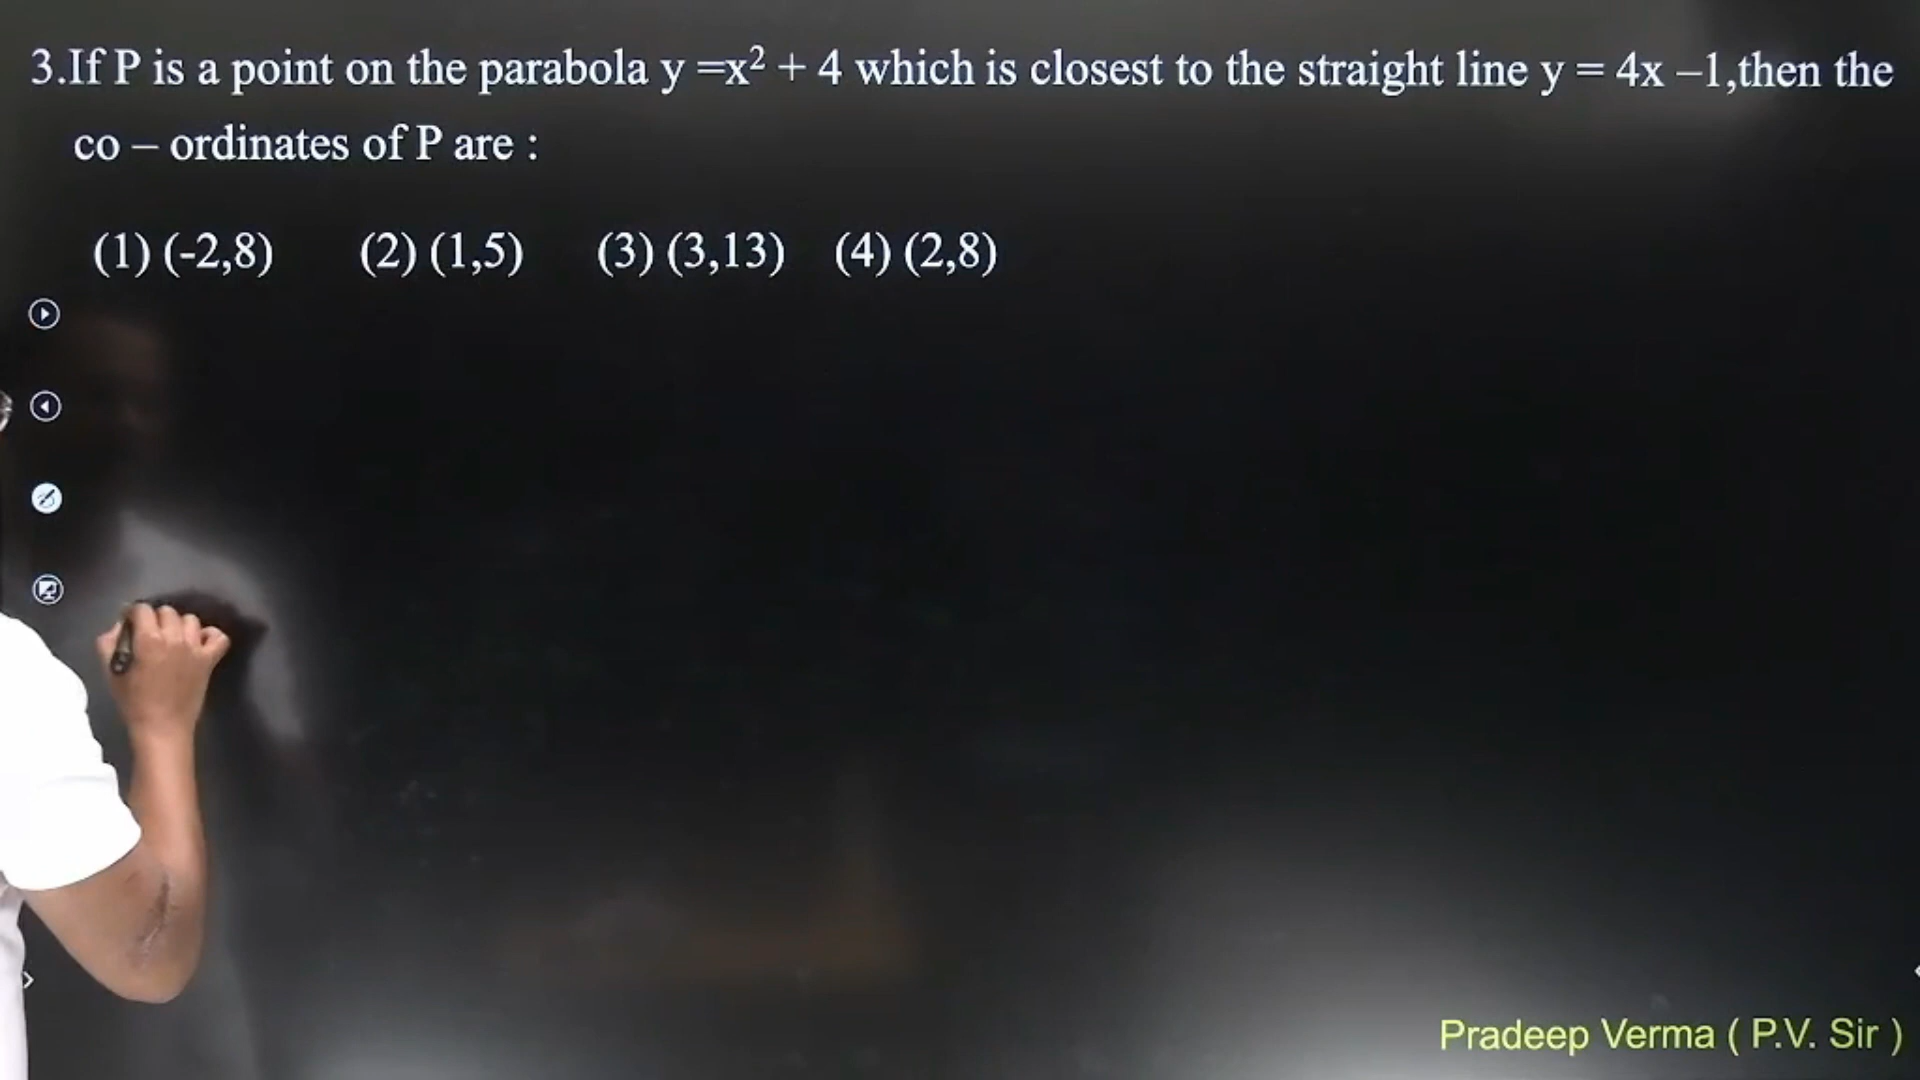 3.If P is a point on the parabola y =x² + 4 which is closest to the straight line y = 4x –1,then the
co – ordinates of P are :
(1) (-2,8) (2) (1,5) (3) (3,13) (4) (2,8)
Pradeep Verma ( P.V. Sir )